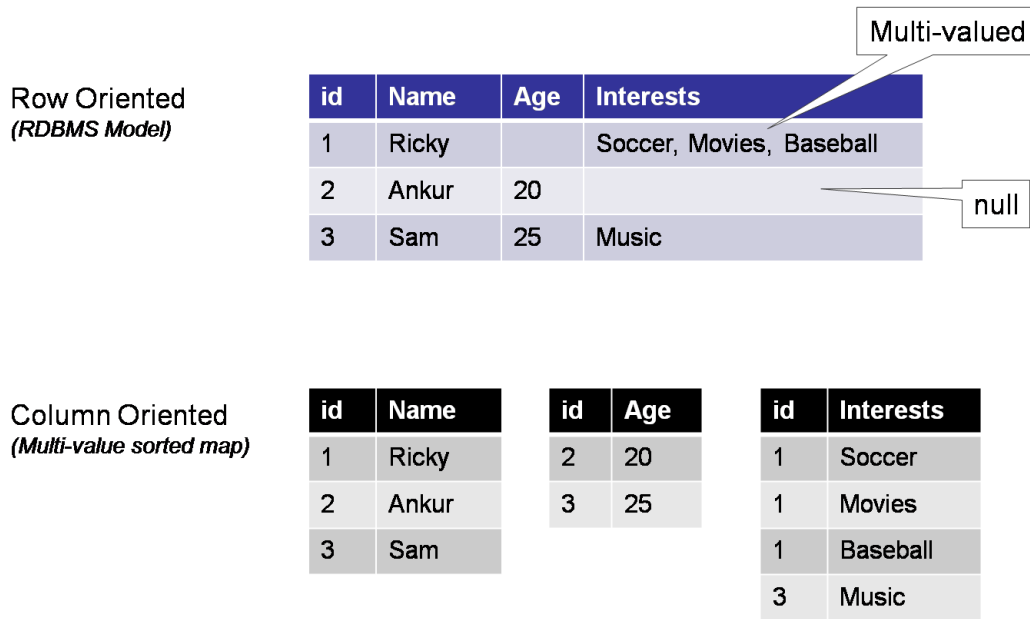 Multi-valued
Row Oriented
(RDBMS Model)
id Name Age Interests
1 Ricky Soccer, Movies, Baseball
2 Ankur 20
null
3 Sam 25 Music
Column Oriented
(Multi-value sorted map)
id Name
1 Ricky
2 Ankur
3 Sam
id Age
2 20
3 25
id Interests
1 Soccer
1 Movies
1 Baseball
3 Music